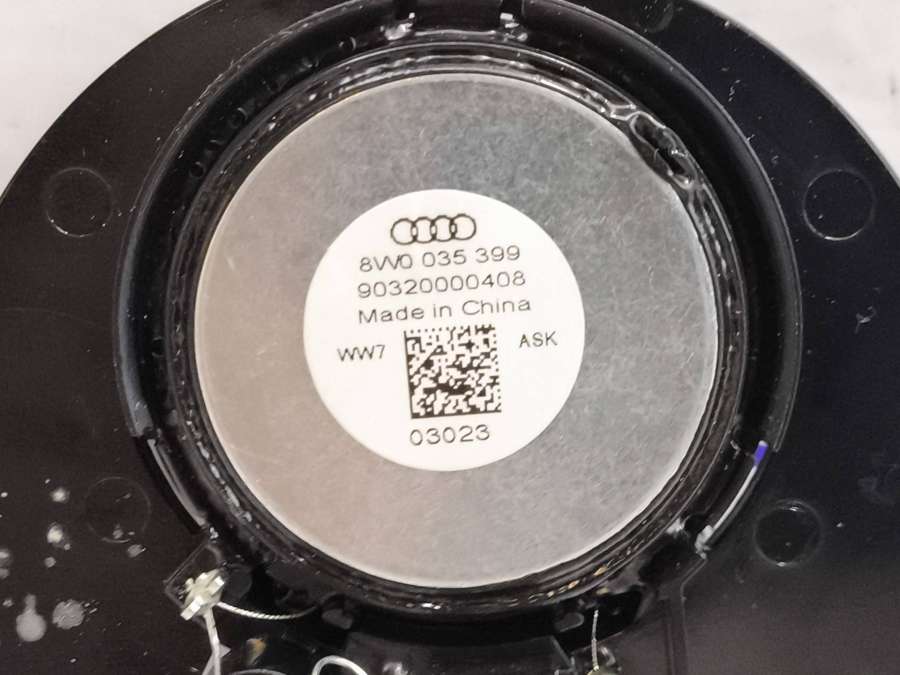 8W0 035 399
90320000408
Made in China
WW7
ASK
03023